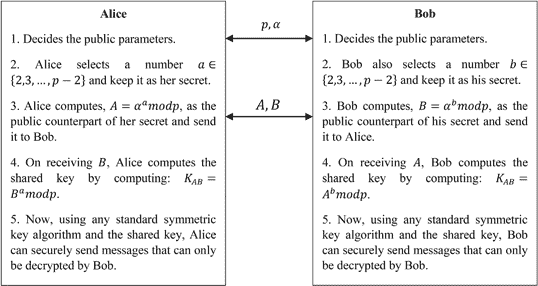 Alice
1. Decides the public parameters.
2. Alice selects a number a ∈
{2,3, … , p − 2} and keep it as her secret.
3. Alice computes, A = αᵃmodp, as the
public counterpart of her secret and send
it to Bob.
4. On receiving B, Alice computes the
shared key by computing: K_AB =
Bᵃmodp.
5. Now, using any standard symmetric
key algorithm and the shared key, Alice
can securely send messages that can only
be decrypted by Bob.
p, α
A, B
Bob
1. Decides the public parameters.
2. Bob also selects a number b ∈
{2,3, … , p − 2} and keep it as his secret.
3. Bob computes, B = αᵇmodp, as the
public counterpart of his secret and send
it to Alice.
4. On receiving A, Bob computes the
shared key by computing: K_AB =
Aᵇmodp.
5. Now, using any standard symmetric
key algorithm and the shared key, Bob
can securely send messages that can only
be decrypted by Bob.